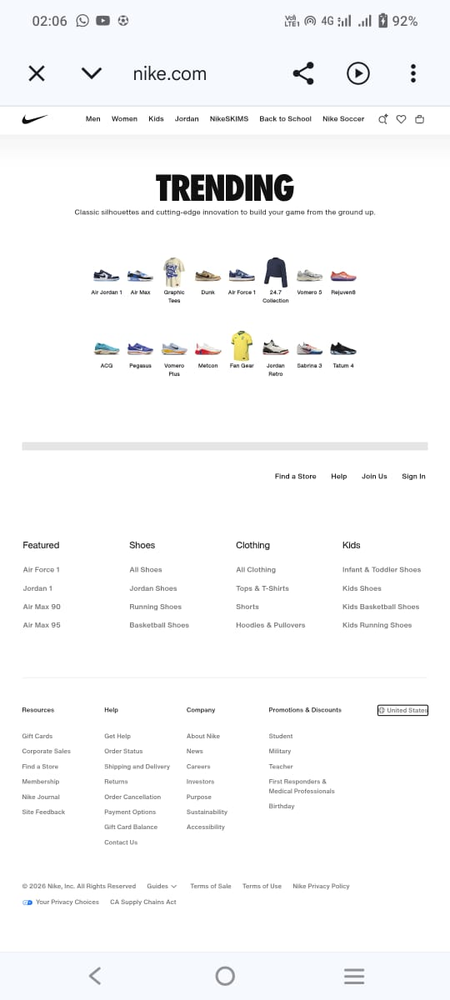 02:06
Vol) LTE1 4G 92%
nike.com
Men Women Kids Jordan NikeSKIMS Back to School Nike Soccer
TRENDING
Classic silhouettes and cutting-edge innovation to build your game from the ground up.
Air Jordan 1 Air Max Graphic Tees Dunk Air Force 1 24.7 Collection Vomero 5 Rejuven8
ACG Pegasus Vomero Plus Metcon Fan Gear Jordan Retro Sabrina 3 Tatum 4
Find a Store Help Join Us Sign In
Featured Shoes Clothing Kids
Air Force 1 All Shoes All Clothing Infant & Toddler Shoes
Jordan 1 Jordan Shoes Tops & T-Shirts Kids Shoes
Air Max 90 Running Shoes Shorts Kids Basketball Shoes
Air Max 95 Basketball Shoes Hoodies & Pullovers Kids Running Shoes
Resources Help Company Promotions & Discounts United States
Gift Cards Get Help About Nike Student
Corporate Sales Order Status News Military
Find a Store Shipping and Delivery Careers Teacher
Membership Returns Investors First Responders &
Medical Professionals
Nike Journal Order Cancellation Purpose
Site Feedback Payment Options Sustainability Birthday
Gift Card Balance Accessibility
Contact Us
© 2026 Nike, Inc. All Rights Reserved Guides Terms of Sale Terms of Use Nike Privacy Policy
Your Privacy Choices CA Supply Chains Act